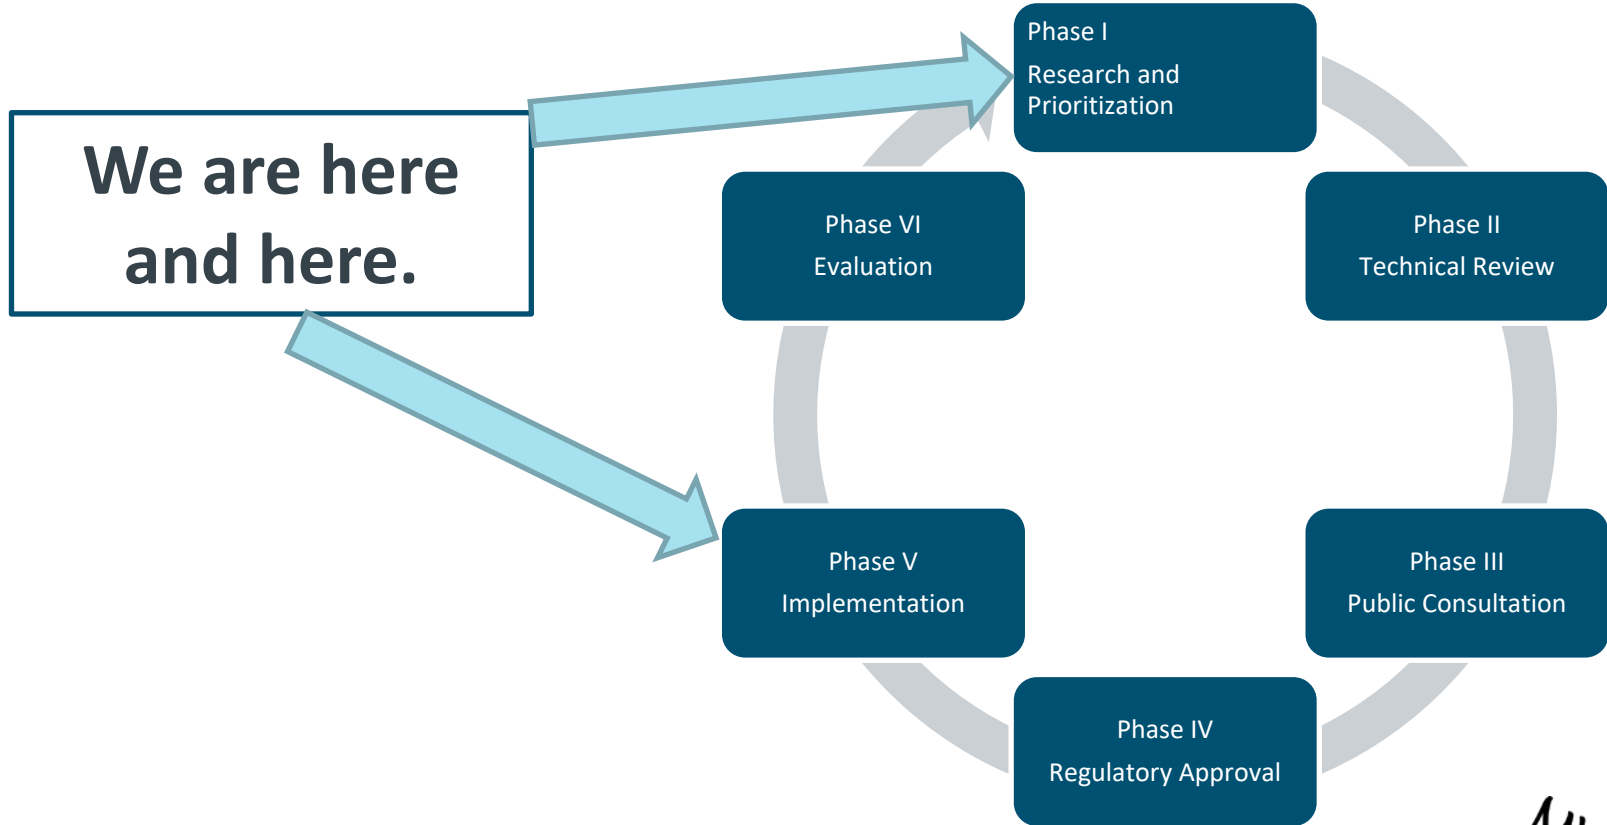 We are here
and here.
Phase I
Research and
Prioritization
Phase II
Technical Review
Phase III
Public Consultation
Phase IV
Regulatory Approval
Phase V
Implementation
Phase VI
Evaluation